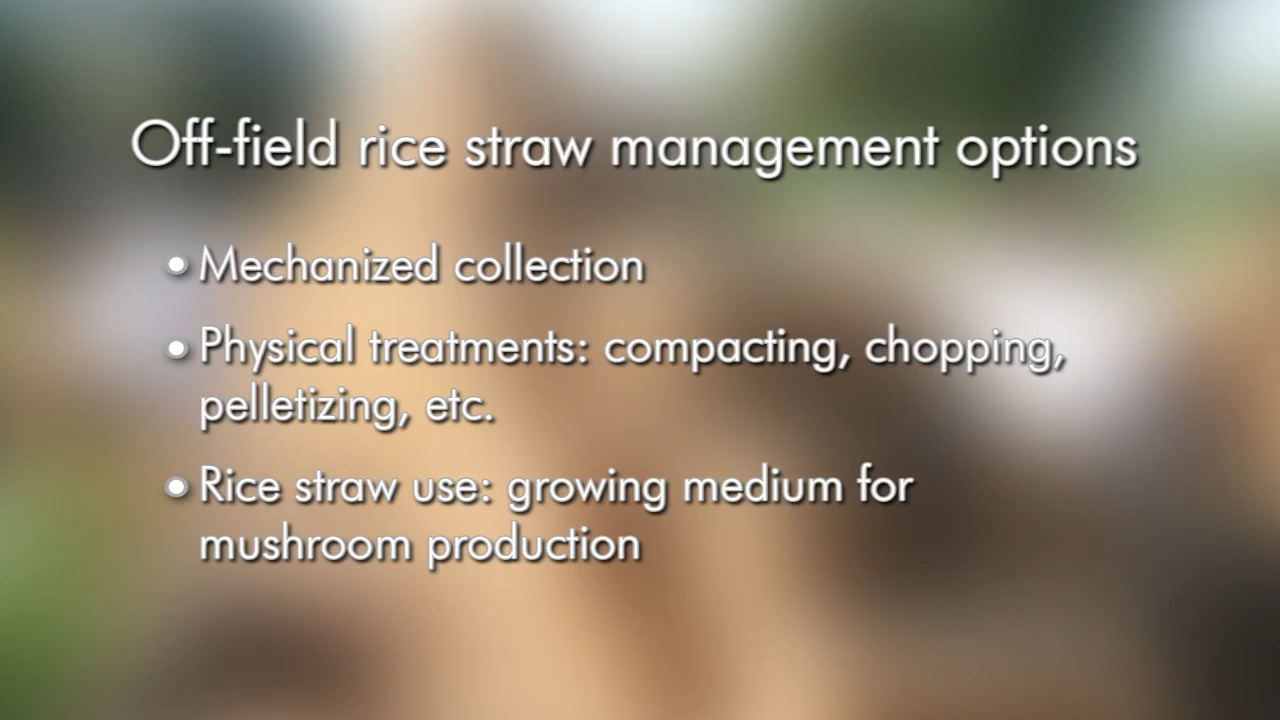 Off-field rice straw management options
• Mechanized collection
• Physical treatments: compacting, chopping,
pelletizing, etc.
• Rice straw use: growing medium for
mushroom production